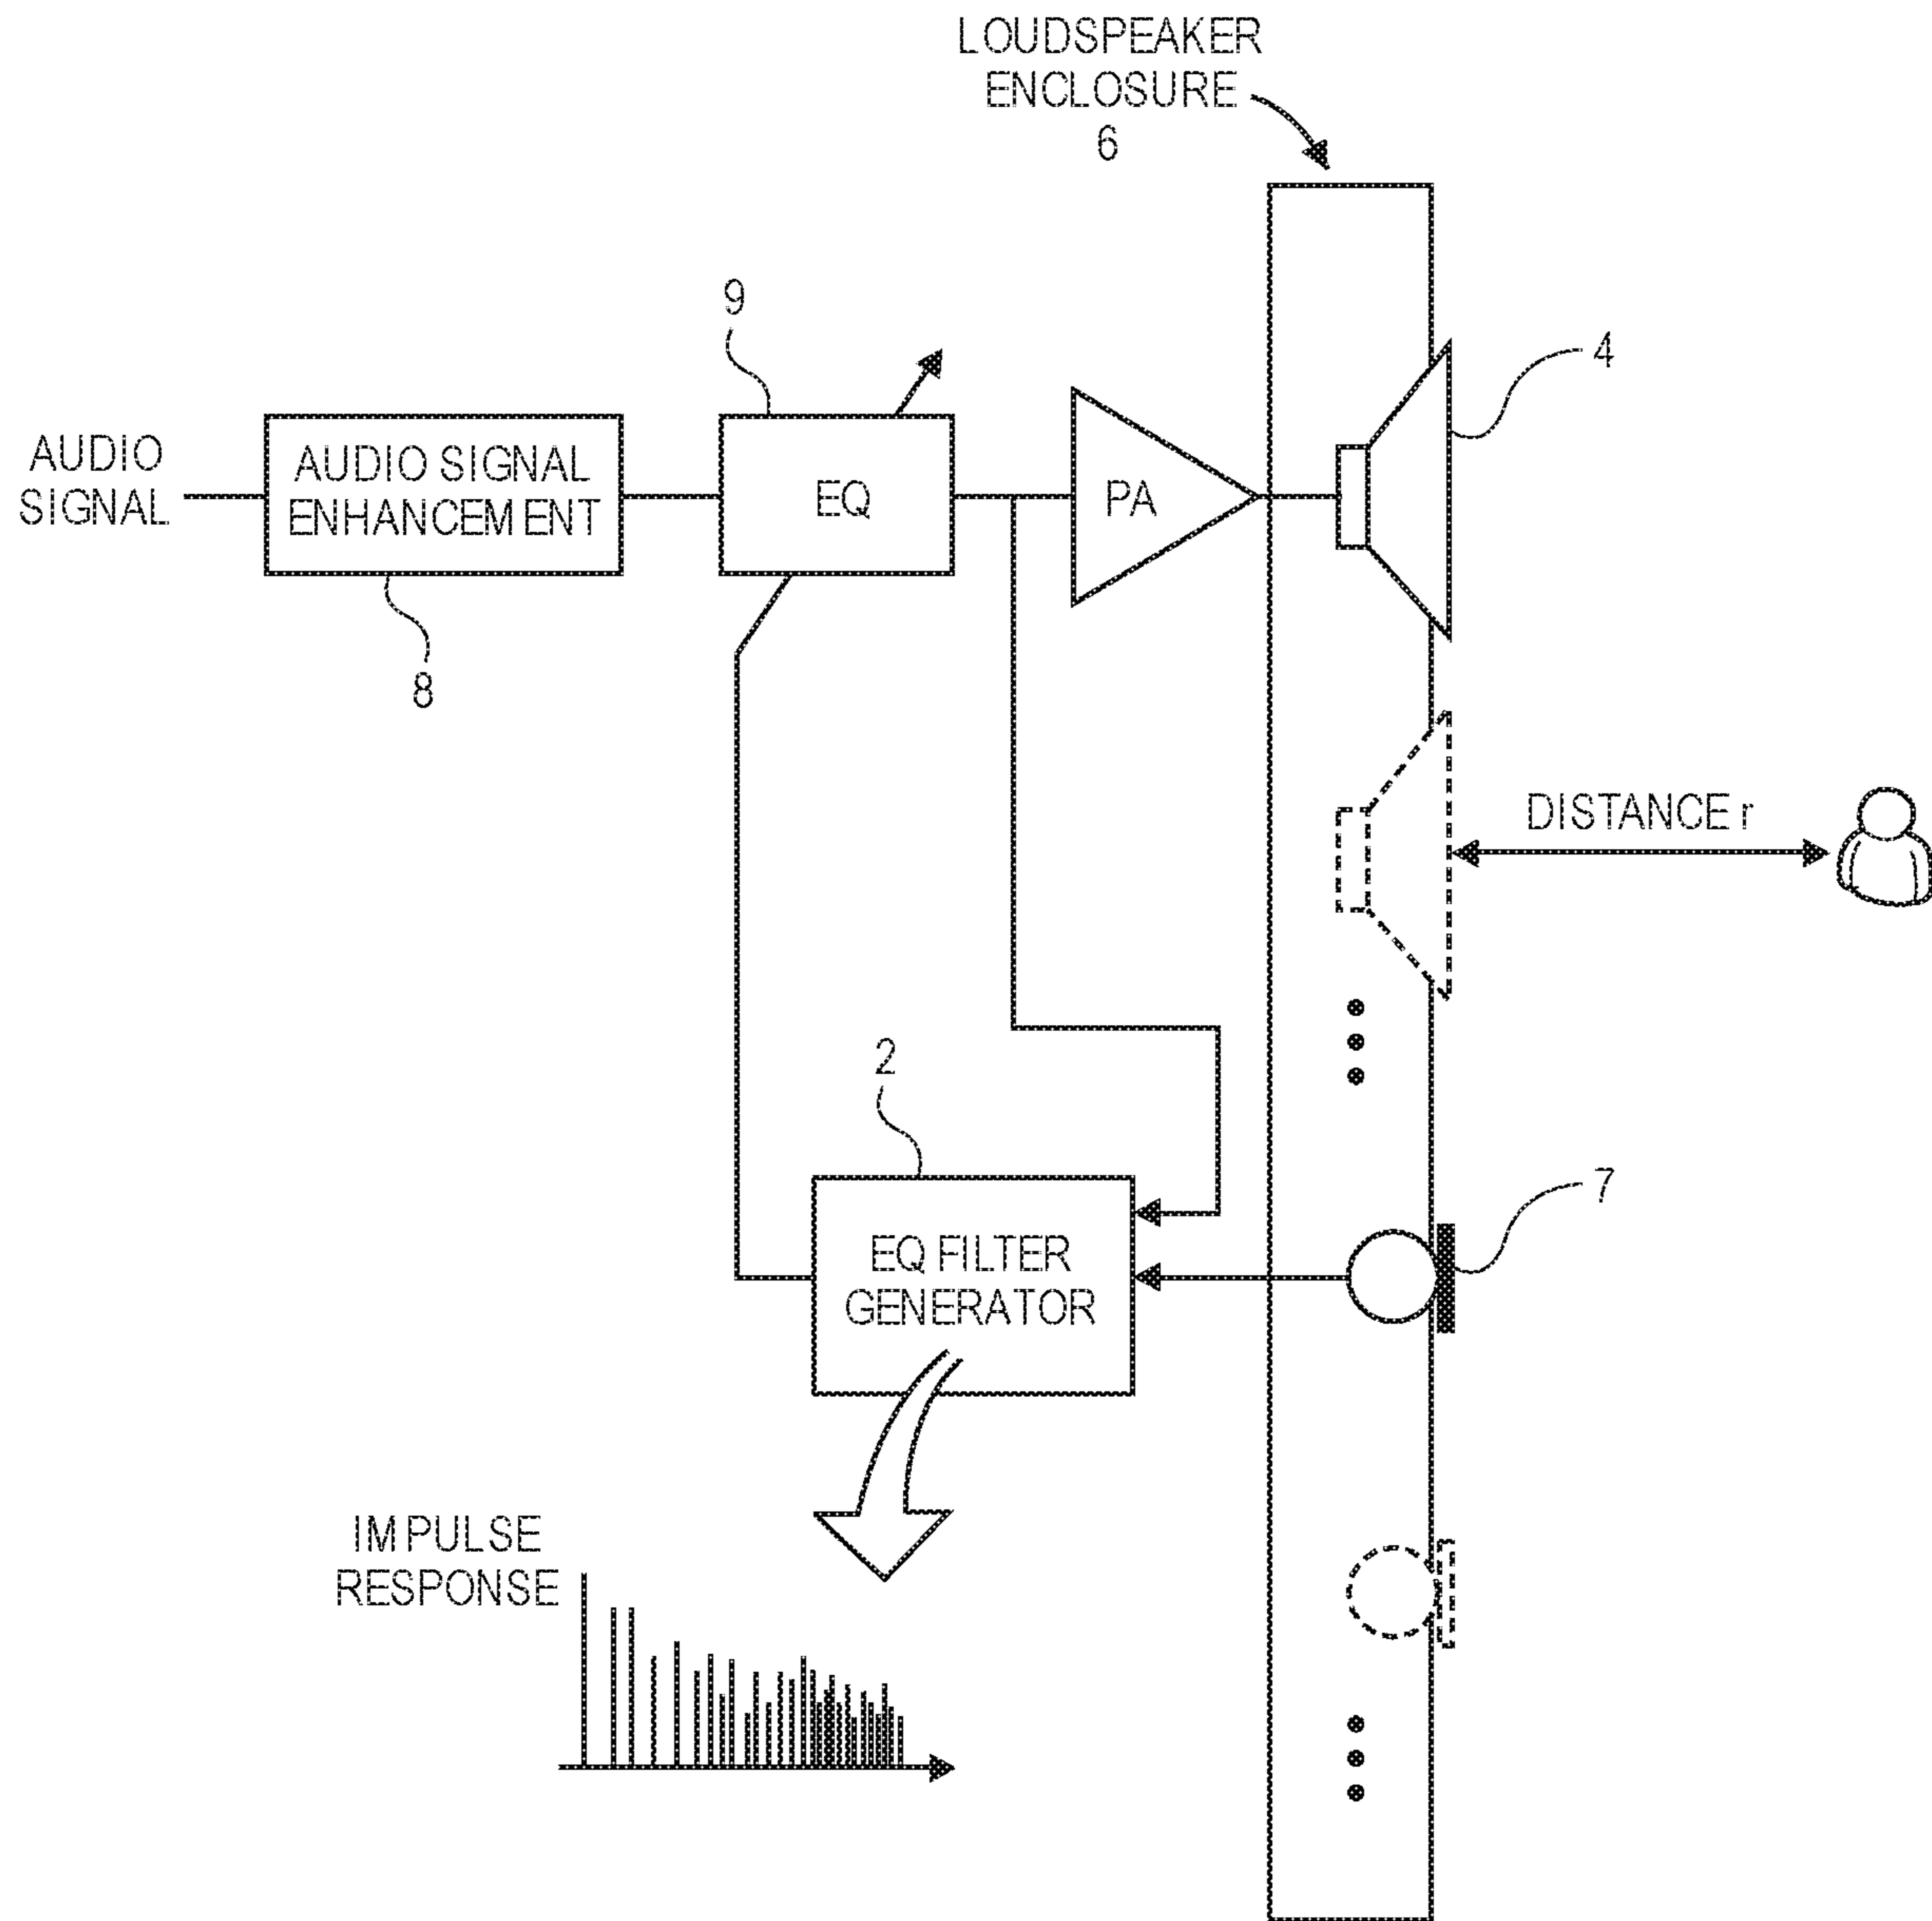 LOUDSPEAKER
ENCLOSURE
6
9
4
AUDIO
SIGNAL
AUDIO SIGNAL
ENHANCEMENT
EQ
PA
8
DISTANCE r
2
7
EQ FILTER
GENERATOR
IMPULSE
RESPONSE